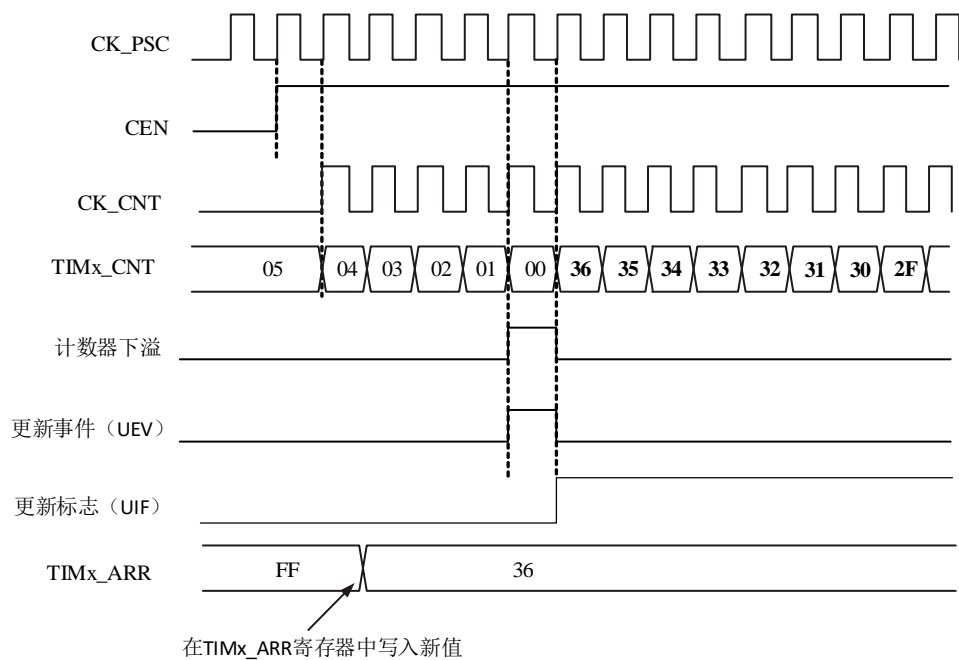 CK_PSC
CEN
CK_CNT
TIMx_CNT 05 04 03 02 01 00 36 35 34 33 32 31 30 2F
计数器下溢
更新事件（UEV）
更新标志（UIF）
TIMx_ARR FF 36
在TIMx_ARR寄存器中写入新值